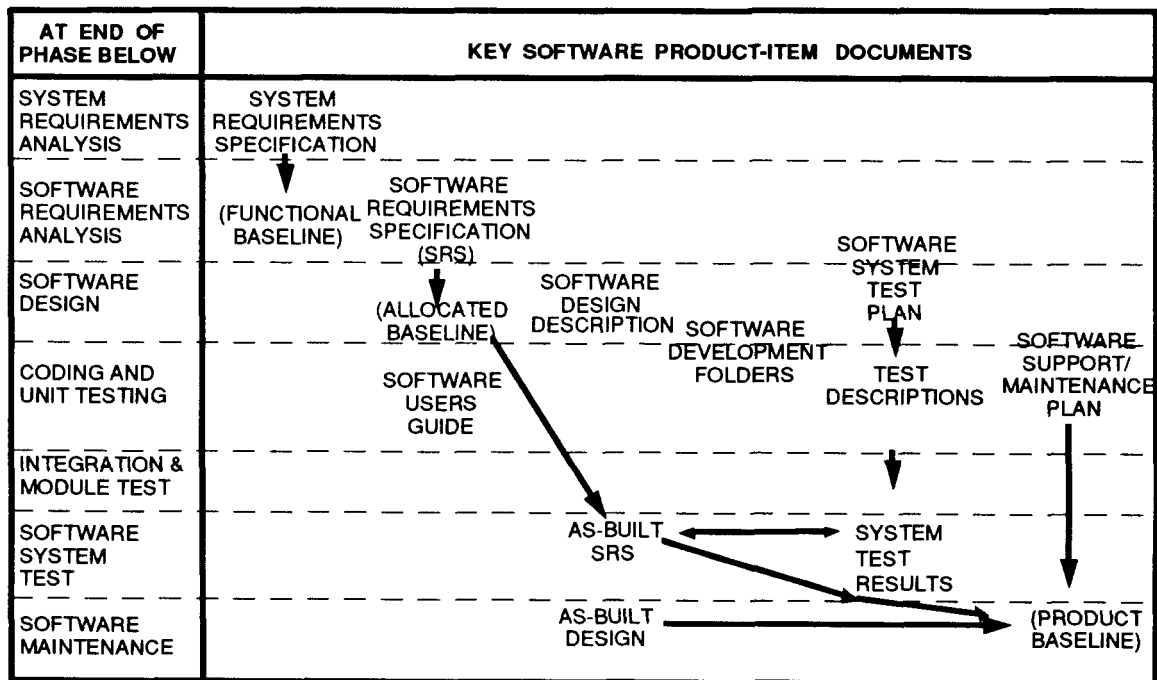 AT END OF
PHASE BELOW
KEY SOFTWARE PRODUCT-ITEM DOCUMENTS
SYSTEM
REQUIREMENTS
ANALYSIS
SYSTEM
REQUIREMENTS
SPECIFICATION
SOFTWARE
REQUIREMENTS
ANALYSIS
(FUNCTIONAL
BASELINE)
SOFTWARE
REQUIREMENTS
SPECIFICATION
(SRS)
SOFTWARE
SYSTEM
TEST
PLAN
SOFTWARE
DESIGN
(ALLOCATED
BASELINE)
SOFTWARE
DESIGN
DESCRIPTION
SOFTWARE
DEVELOPMENT
FOLDERS
SOFTWARE
SUPPORT/
MAINTENANCE
PLAN
CODING AND
UNIT TESTING
SOFTWARE
USERS
GUIDE
TEST
DESCRIPTIONS
INTEGRATION &
MODULE TEST
SOFTWARE
SYSTEM
TEST
AS-BUILT
SRS
SYSTEM
TEST
RESULTS
SOFTWARE
MAINTENANCE
AS-BUILT
DESIGN
(PRODUCT
BASELINE)